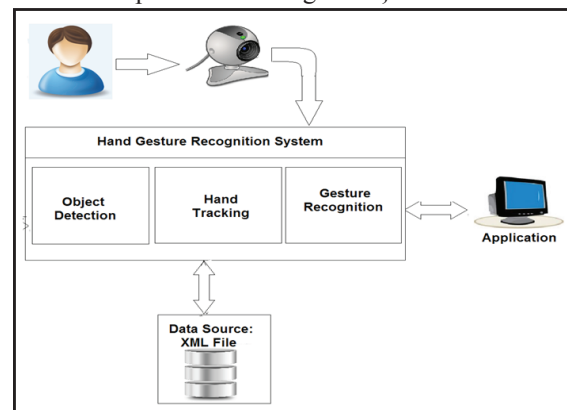 Hand Gesture Recognition System
Object
Detection
Hand
Tracking
Gesture
Recognition
Application
Data Source:
XML File